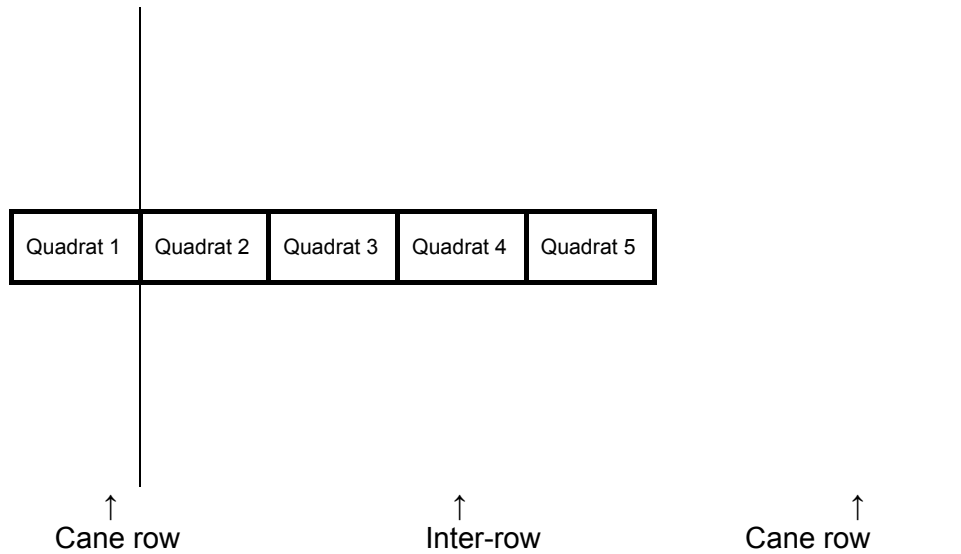 Quadrat 1 Quadrat 2 Quadrat 3 Quadrat 4 Quadrat 5
↑ ↑ ↑
Cane row Inter-row Cane row